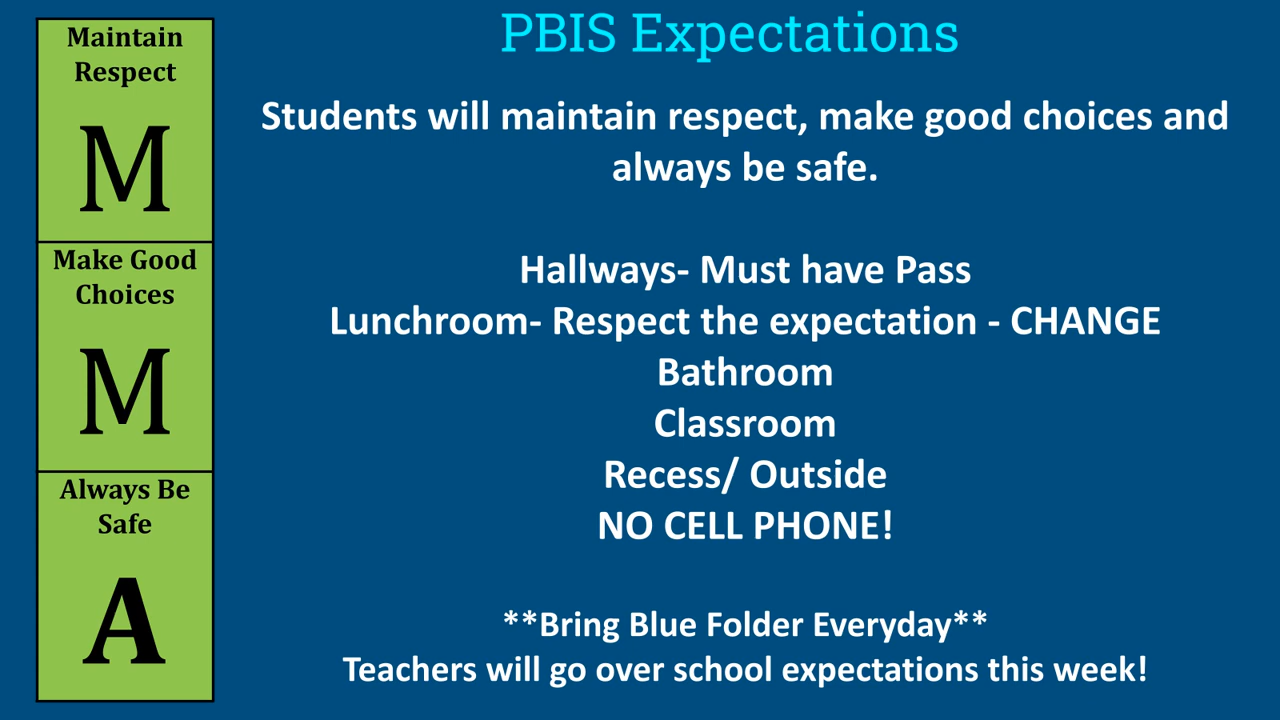 Maintain
Respect
M
Make Good
Choices
M
Always Be
Safe
A
PBIS Expectations
Students will maintain respect, make good choices and
always be safe.
Hallways- Must have Pass
Lunchroom- Respect the expectation - CHANGE
Bathroom
Classroom
Recess/ Outside
NO CELL PHONE!
**Bring Blue Folder Everyday**
Teachers will go over school expectations this week!